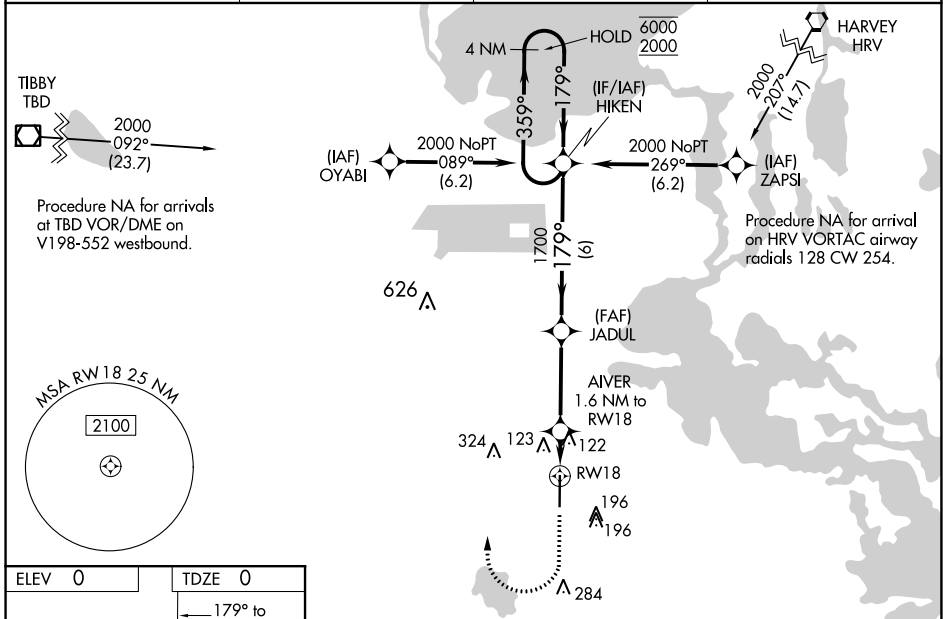 HARVEY
HRV
2000
207°
(14.7)
4 NM
HOLD
6000
2000
359°
179°
(IF/IAF)
HIKEN
TIBBY
TBD
2000
092°
(23.7)
(IAF)
OYABI
2000 NoPT
089°
(6.2)
2000 NoPT
269°
(6.2)
(IAF)
ZAPSI
Procedure NA for arrivals
at TBD VOR/DME on
V198-552 westbound.
Procedure NA for arrival
on HRV VORTAC airway
radials 128 CW 254.
1700
179°
(6)
626
(FAF)
JADUL
MSA RW18 25 NM
2100
AIVER
1.6 NM to
RW18
324
123
122
RW18
196
196
284
ELEV 0
TDZE 0
179° to